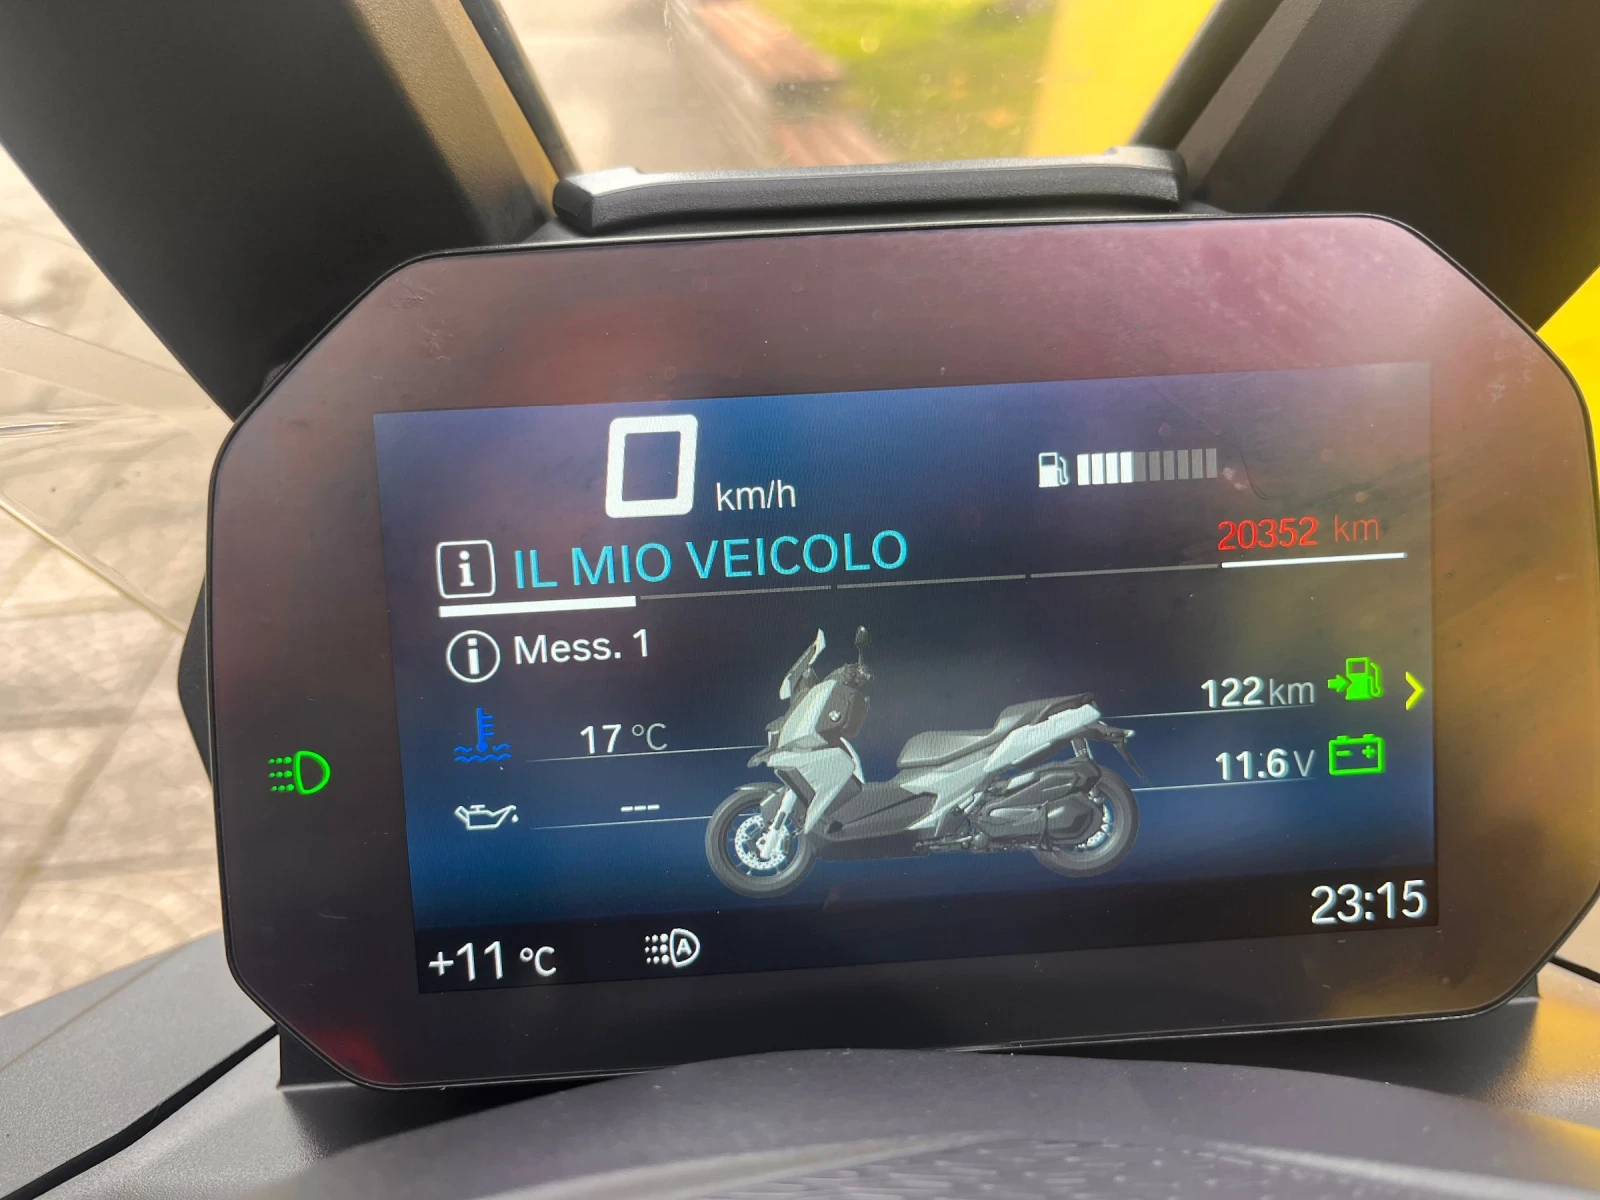 0 km/h
20352 km
i IL MIO VEICOLO
i Mess. 1
122 km
17 °C
11.6 V
---
23:15
+11 °C
A